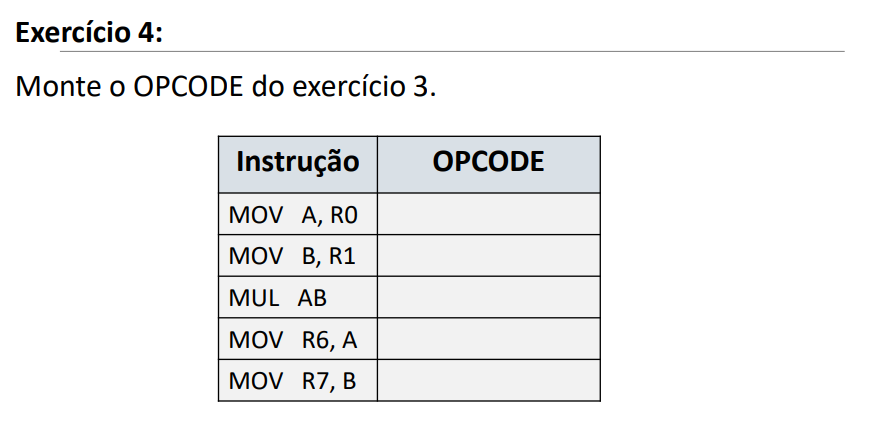 Exercício 4:
Monte o OPCODE do exercício 3.
Instrução OPCODE
MOV A, R0
MOV B, R1
MUL AB
MOV R6, A
MOV R7, B